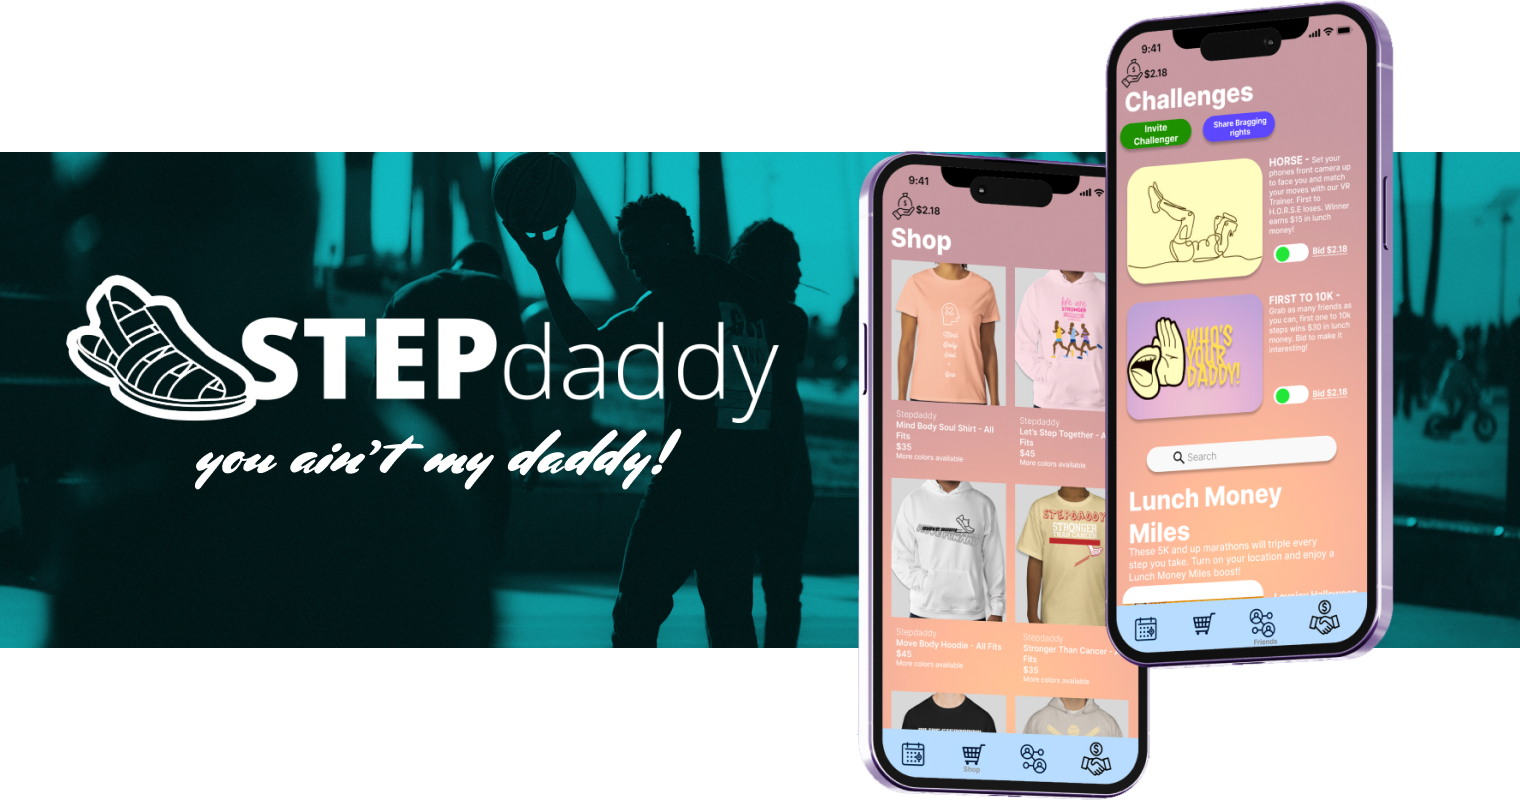 STEPdaddy
you ain't my daddy!
9:41
$2.18
Shop
Stepdaddy
Mind Body Soul Shirt - All
Fits
$35
More colors available
We are
STRONGER
Stepdaddy
Let's Step Together - A
Fits
$45
More colors available
Stepdaddy
Move Body Hoodie - All Fits
$45
More colors available
STEPDADDY
STRONGER
THAN CANCER
Stepdaddy
Stronger Than Cancer -
Fits
$35
More colors available
Shop
9:41
$2.18
Challenges
Invite
Challenger
Share Bragging
rights
HORSE - Set your
phones front camera up
to face you and match
your moves with our VR
Trainer. First to
H.O.R.S.E loses. Winner
earns $15 in lunch
money!
Bid $2.18
WHO'S
YOUR
DADDY!
FIRST TO 10K -
Grab as many friends as
you can, first one to 10k
steps wins $30 in lunch
money. Bid to make it
interesting!
Bid $2.18
Search
Lunch Money
Miles
These 5K and up marathons will triple every
step you take. Turn on your location and enjoy a
Lunch Money Miles boost!
Friends